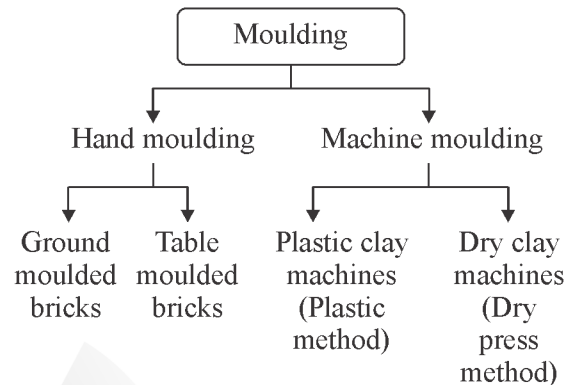 Moulding
Hand moulding
Machine moulding
Ground
moulded
bricks
Table
moulded
bricks
Plastic clay
machines
(Plastic
method)
Dry clay
machines
(Dry
press
method)